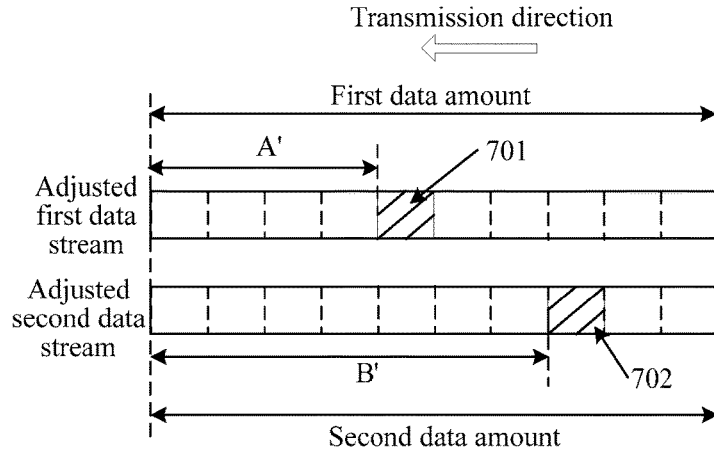 Transmission direction
First data amount
A'
701
Adjusted
first data
stream
Adjusted
second data
stream
B'
702
Second data amount